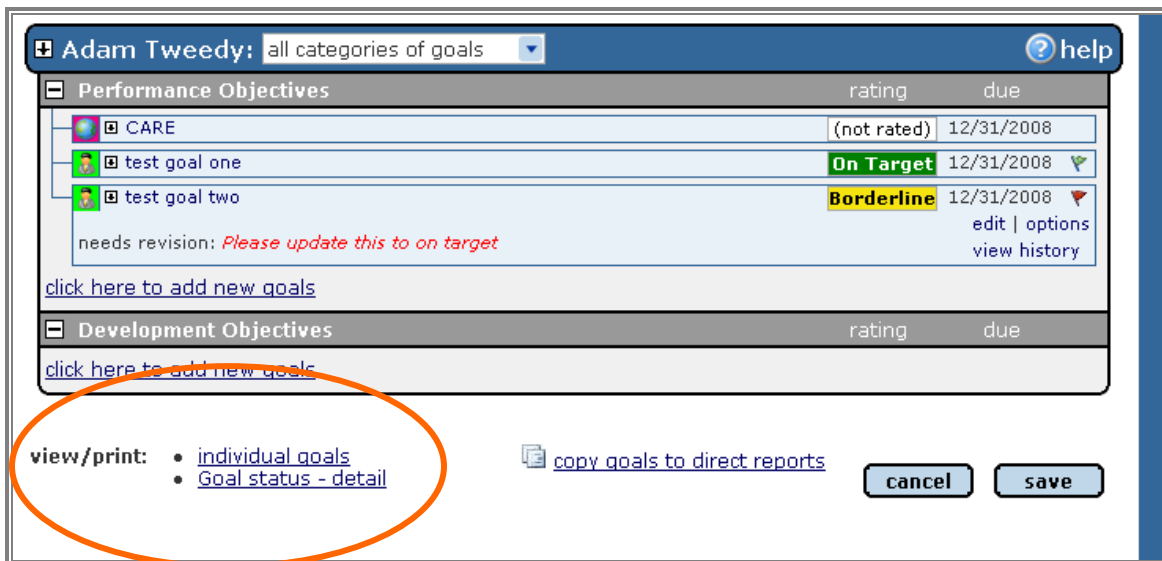 Adam Tweedy: all categories of goals help
Performance Objectives rating due
CARE (not rated) 12/31/2008
test goal one On Target 12/31/2008
test goal two Borderline 12/31/2008
edit | options
needs revision: Please update this to on target
view history
click here to add new goals
Development Objectives rating due
click here to add new goals
view/print: • individual goals
• Goal status - detail
copy goals to direct reports
cancel save